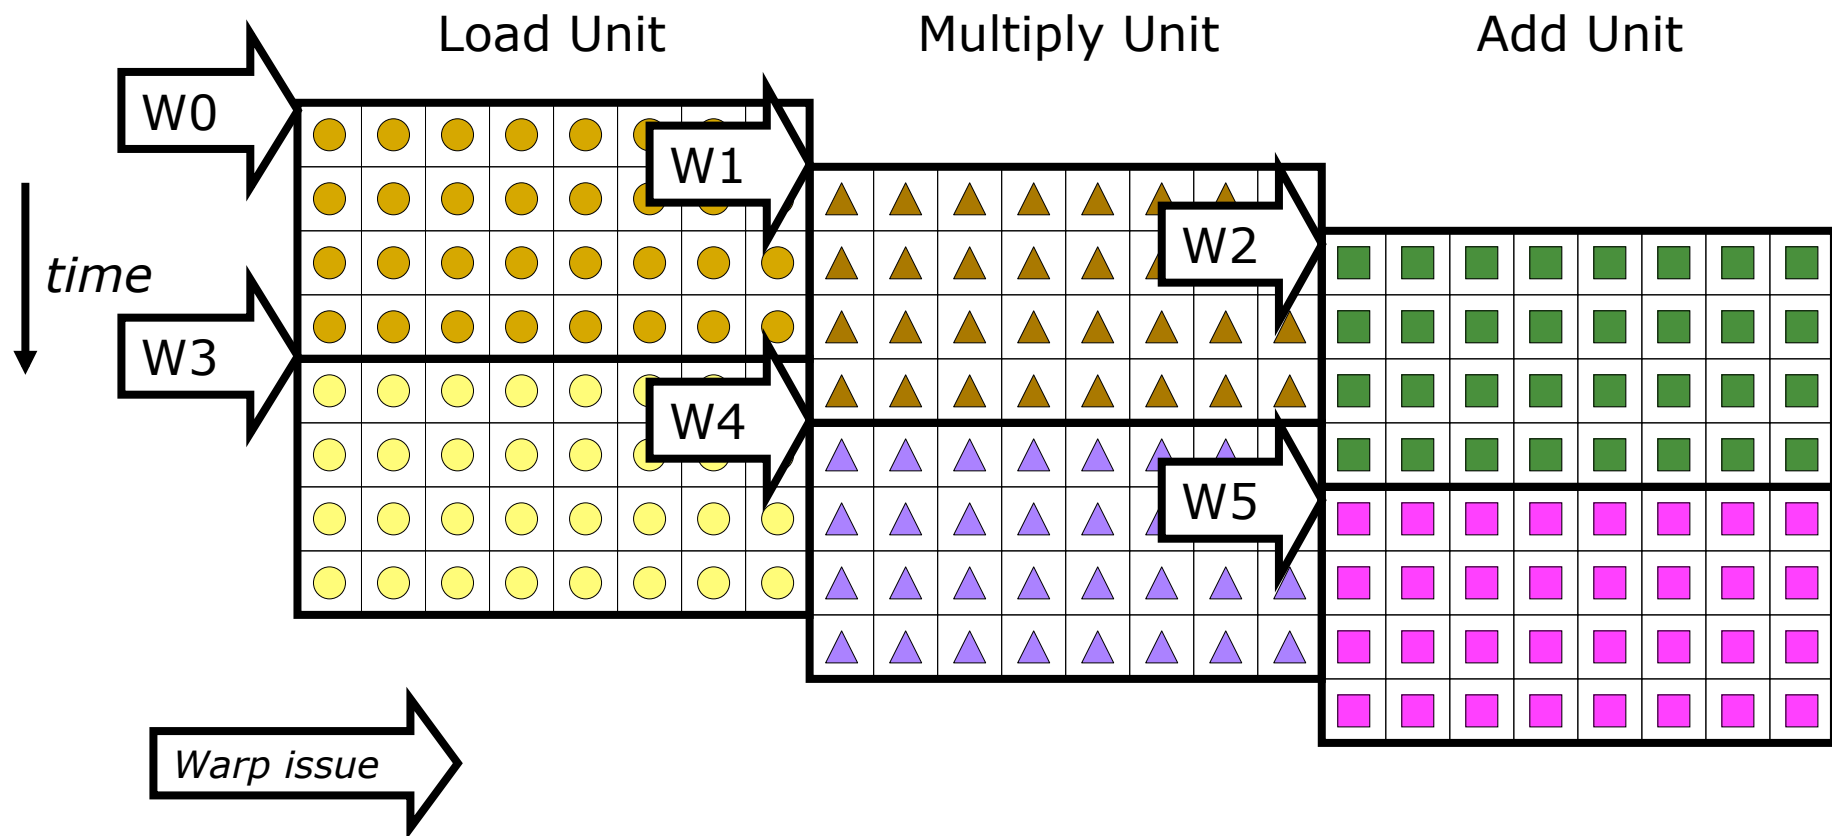 Load Unit
Multiply Unit
Add Unit
W0
W1
W2
time
W3
W4
W5
Warp issue